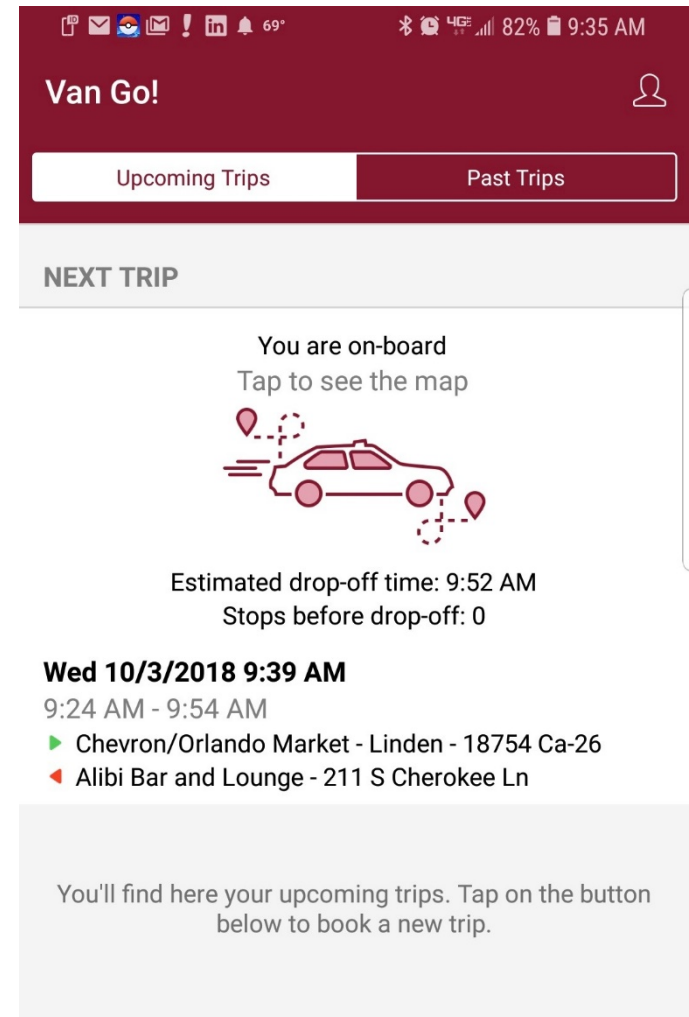 69° 4G 82% 9:35 AM
Van Go!
Upcoming Trips Past Trips
NEXT TRIP
You are on-board
Tap to see the map
Estimated drop-off time: 9:52 AM
Stops before drop-off: 0
Wed 10/3/2018 9:39 AM
9:24 AM - 9:54 AM
Chevron/Orlando Market - Linden - 18754 Ca-26
Alibi Bar and Lounge - 211 S Cherokee Ln
You'll find here your upcoming trips. Tap on the button
below to book a new trip.